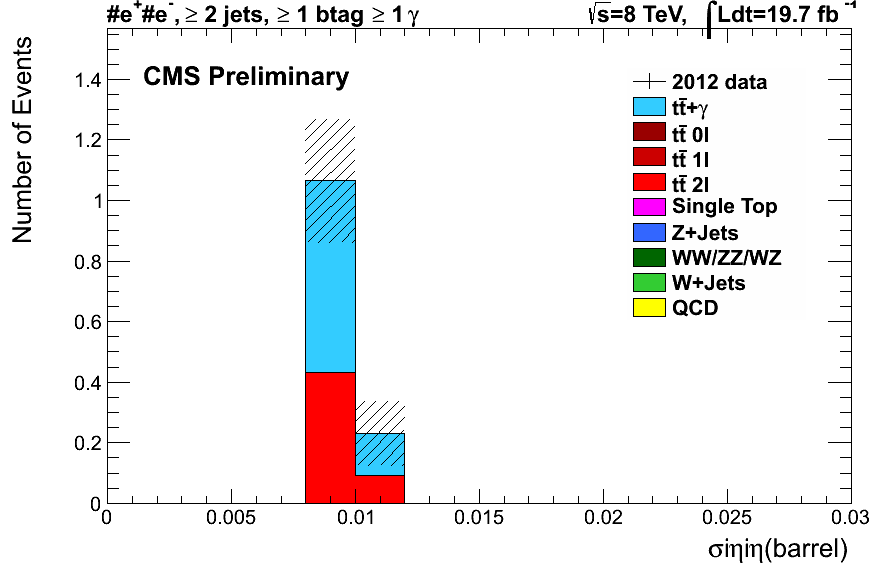 #e⁺#e⁻, ≥ 2 jets, ≥ 1 btag ≥ 1 γ
√s=8 TeV, ∫Ldt=19.7 fb⁻¹
Number of Events
CMS Preliminary
2012 data
tt̄+γ
tt̄ 0l
tt̄ 1l
tt̄ 2l
Single Top
Z+Jets
WW/ZZ/WZ
W+Jets
QCD
1.4
1.2
1
0.8
0.6
0.4
0.2
0
0 0.005 0.01 0.015 0.02 0.025 0.03
σiηiη(barrel)